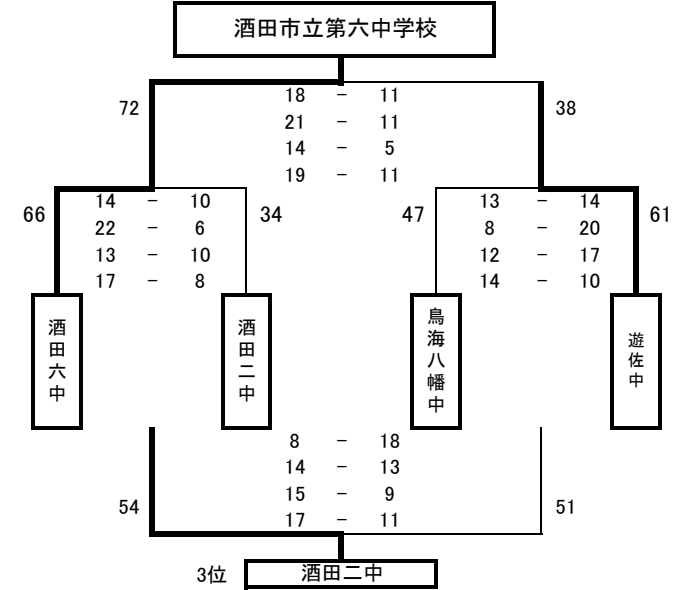 酒田市立第六中学校
72
18 － 11
38
21 － 11
14 － 5
19 － 11
66
14 － 10
34
47
13 － 14
61
22 － 6
8 － 20
13 － 10
12 － 17
17 － 8
14 － 10
酒田六中
酒田二中
鳥海八幡中
遊佐中
8 － 18
14 － 13
54
15 － 9
51
17 － 11
3位
酒田二中